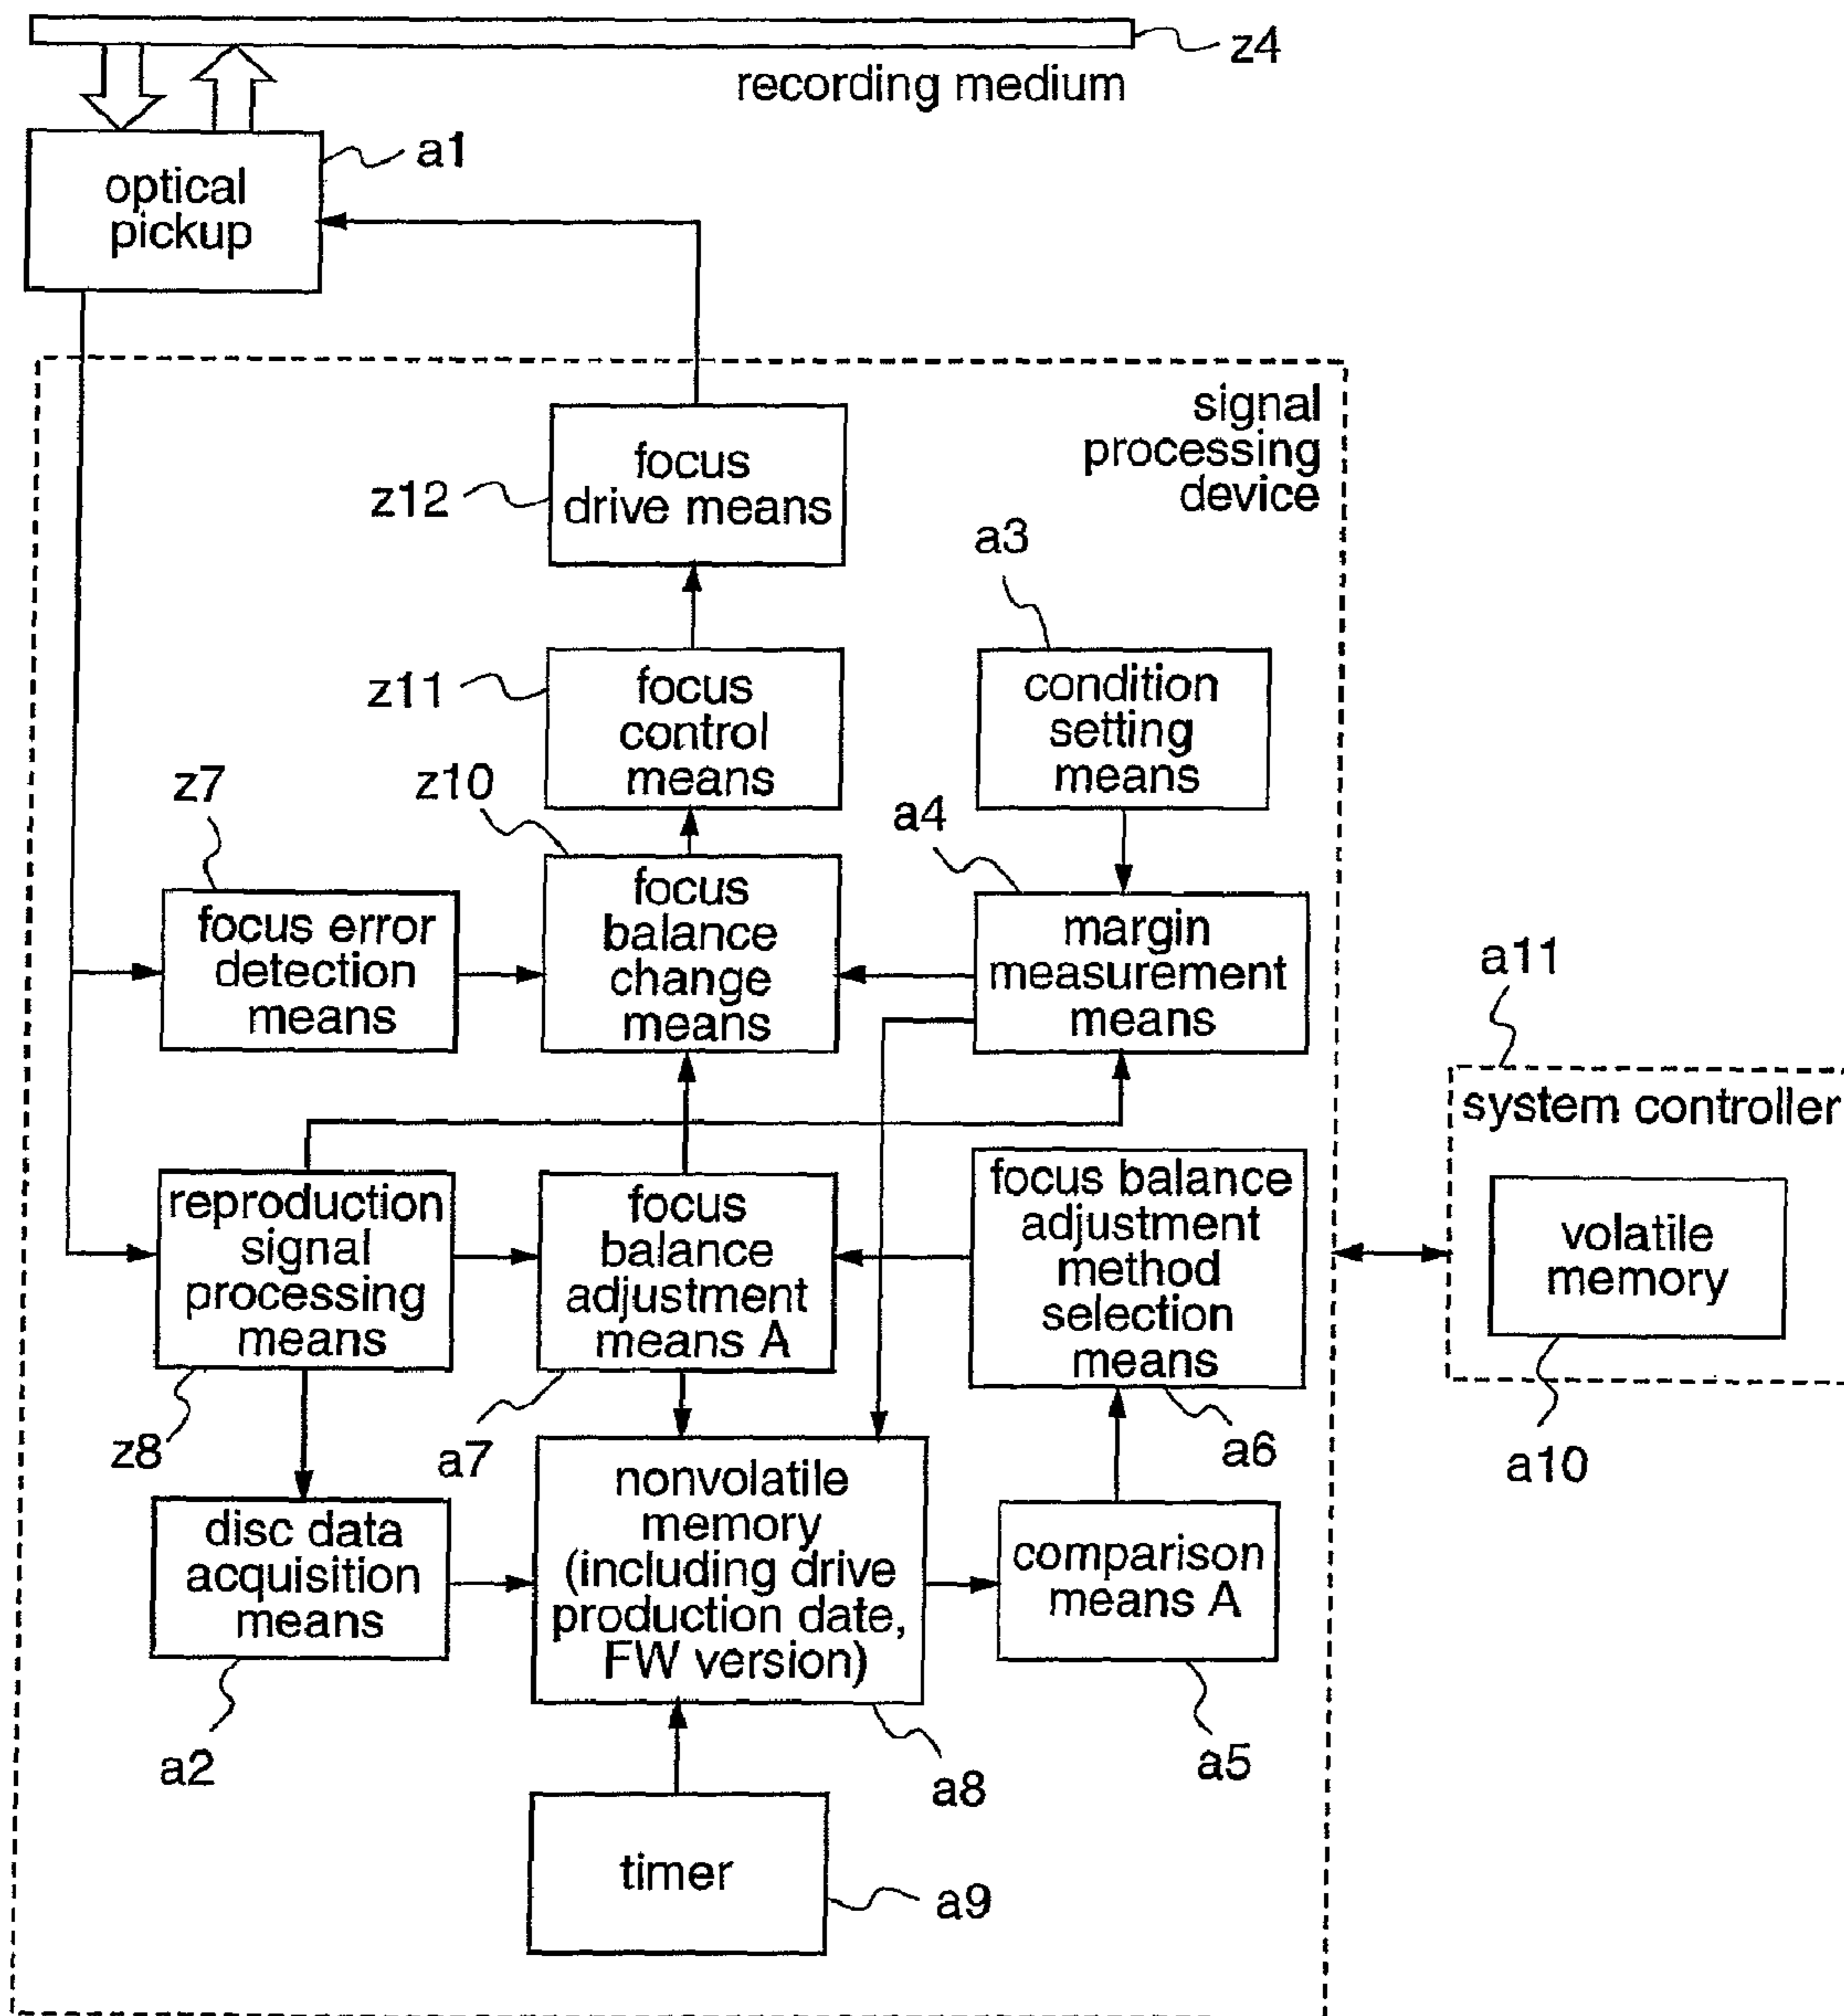 z4
recording medium
a1
optical
pickup
signal
processing
device
focus
drive means
z12
a3
focus
control
means
z11
condition
setting
means
z7
z10
a4
focus error
detection
means
focus
balance
change
means
margin
measurement
means
a11
system controller
volatile
memory
a10
reproduction
signal
processing
means
focus
balance
adjustment
means A
focus balance
adjustment
method
selection
means
z8
a7
a6
disc data
acquisition
means
nonvolatile
memory
(including drive
production date,
FW version)
comparison
means A
a2
a8
a5
timer
a9